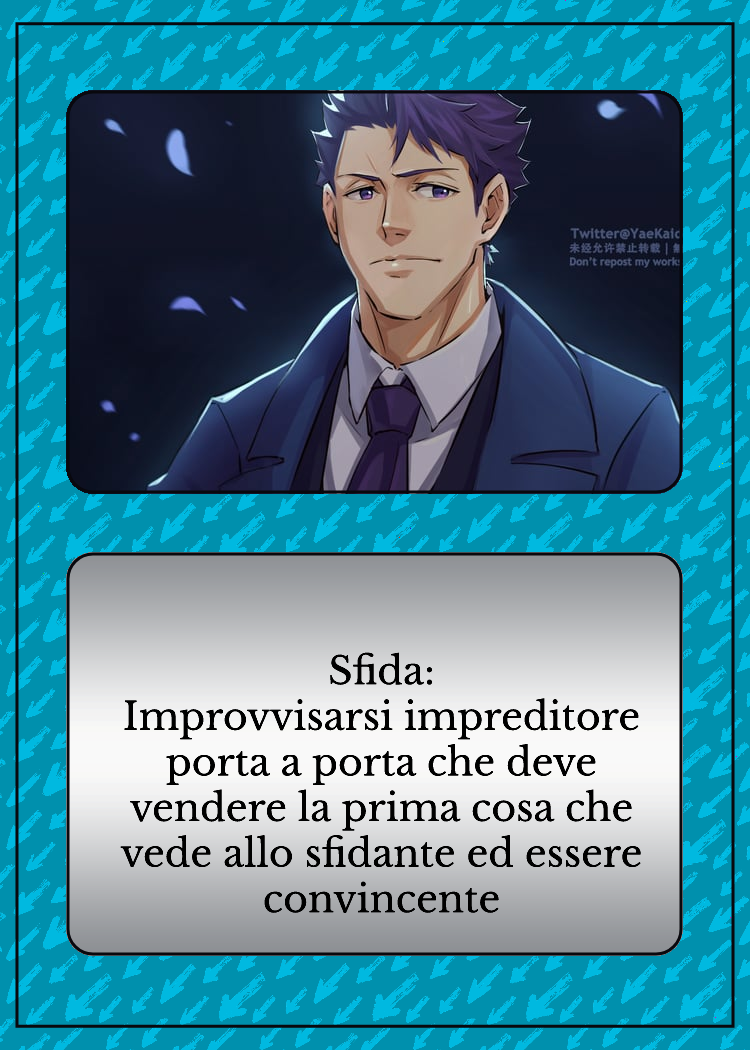 Twitter@YaeKaid
未经允许禁止转载 |
Don't repost my works
Sfida:
Improvvisarsi impreditore
porta a porta che deve
vendere la prima cosa che
vede allo sfidante ed essere
convincente